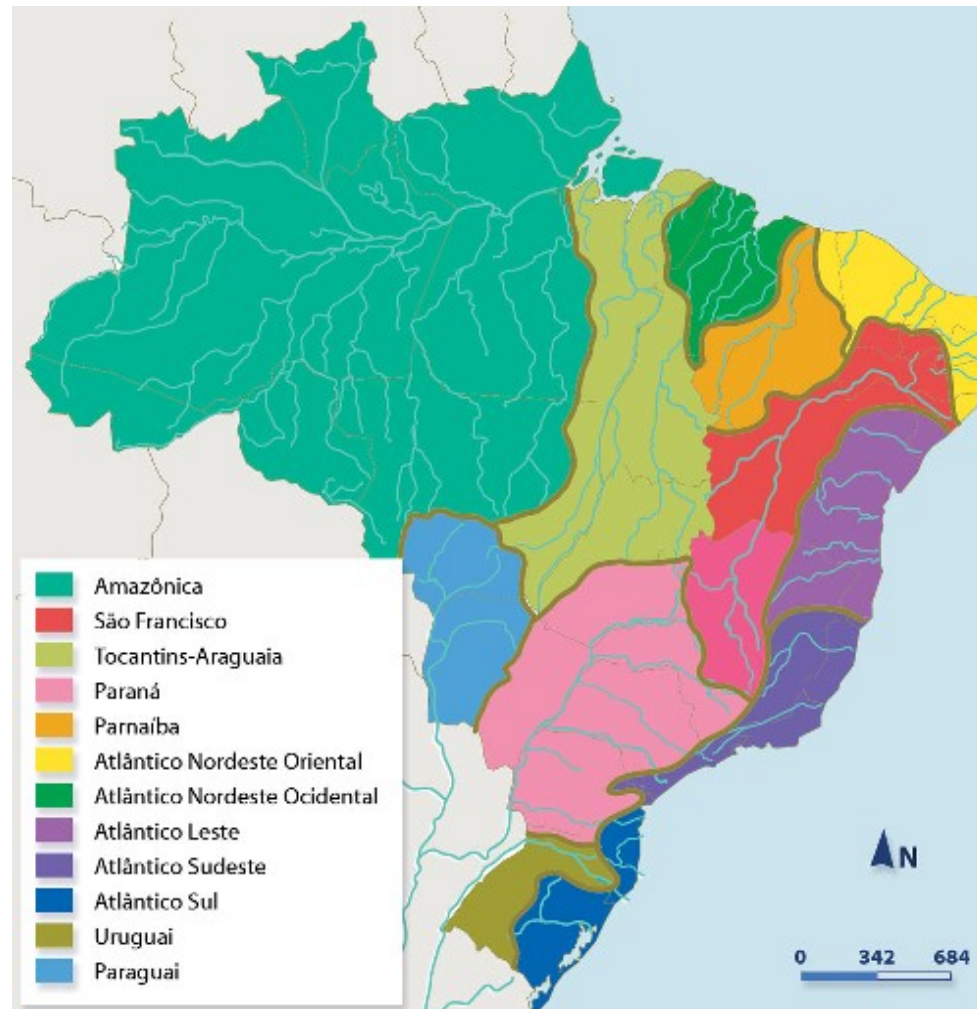 Amazônica
São Francisco
Tocantins-Araguaia
Paraná
Parnaíba
Atlântico Nordeste Oriental
Atlântico Nordeste Ocidental
Atlântico Leste
Atlântico Sudeste
Atlântico Sul
Uruguai
Paraguai
N
0 342 684